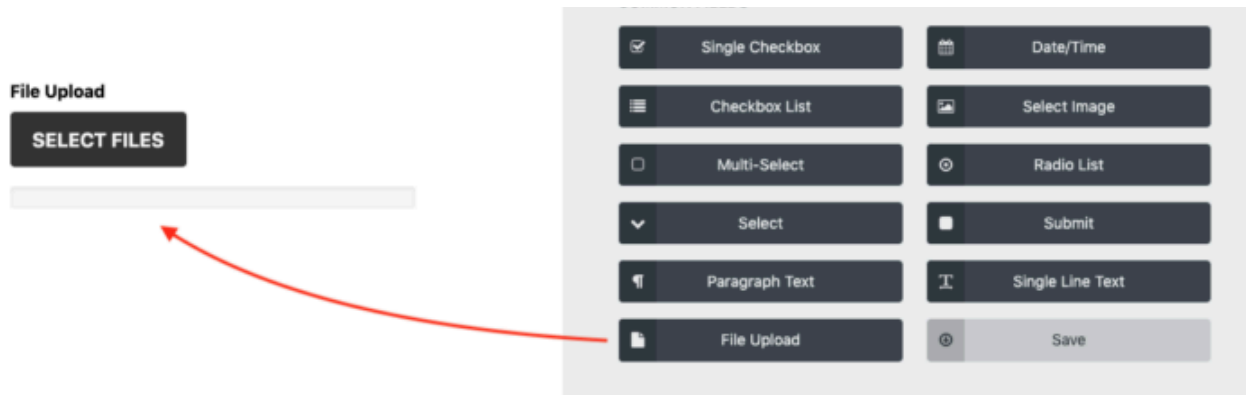 File Upload
SELECT FILES
Single Checkbox
Date/Time
Checkbox List
Select Image
Multi-Select
Radio List
Select
Submit
Paragraph Text
Single Line Text
File Upload
Save